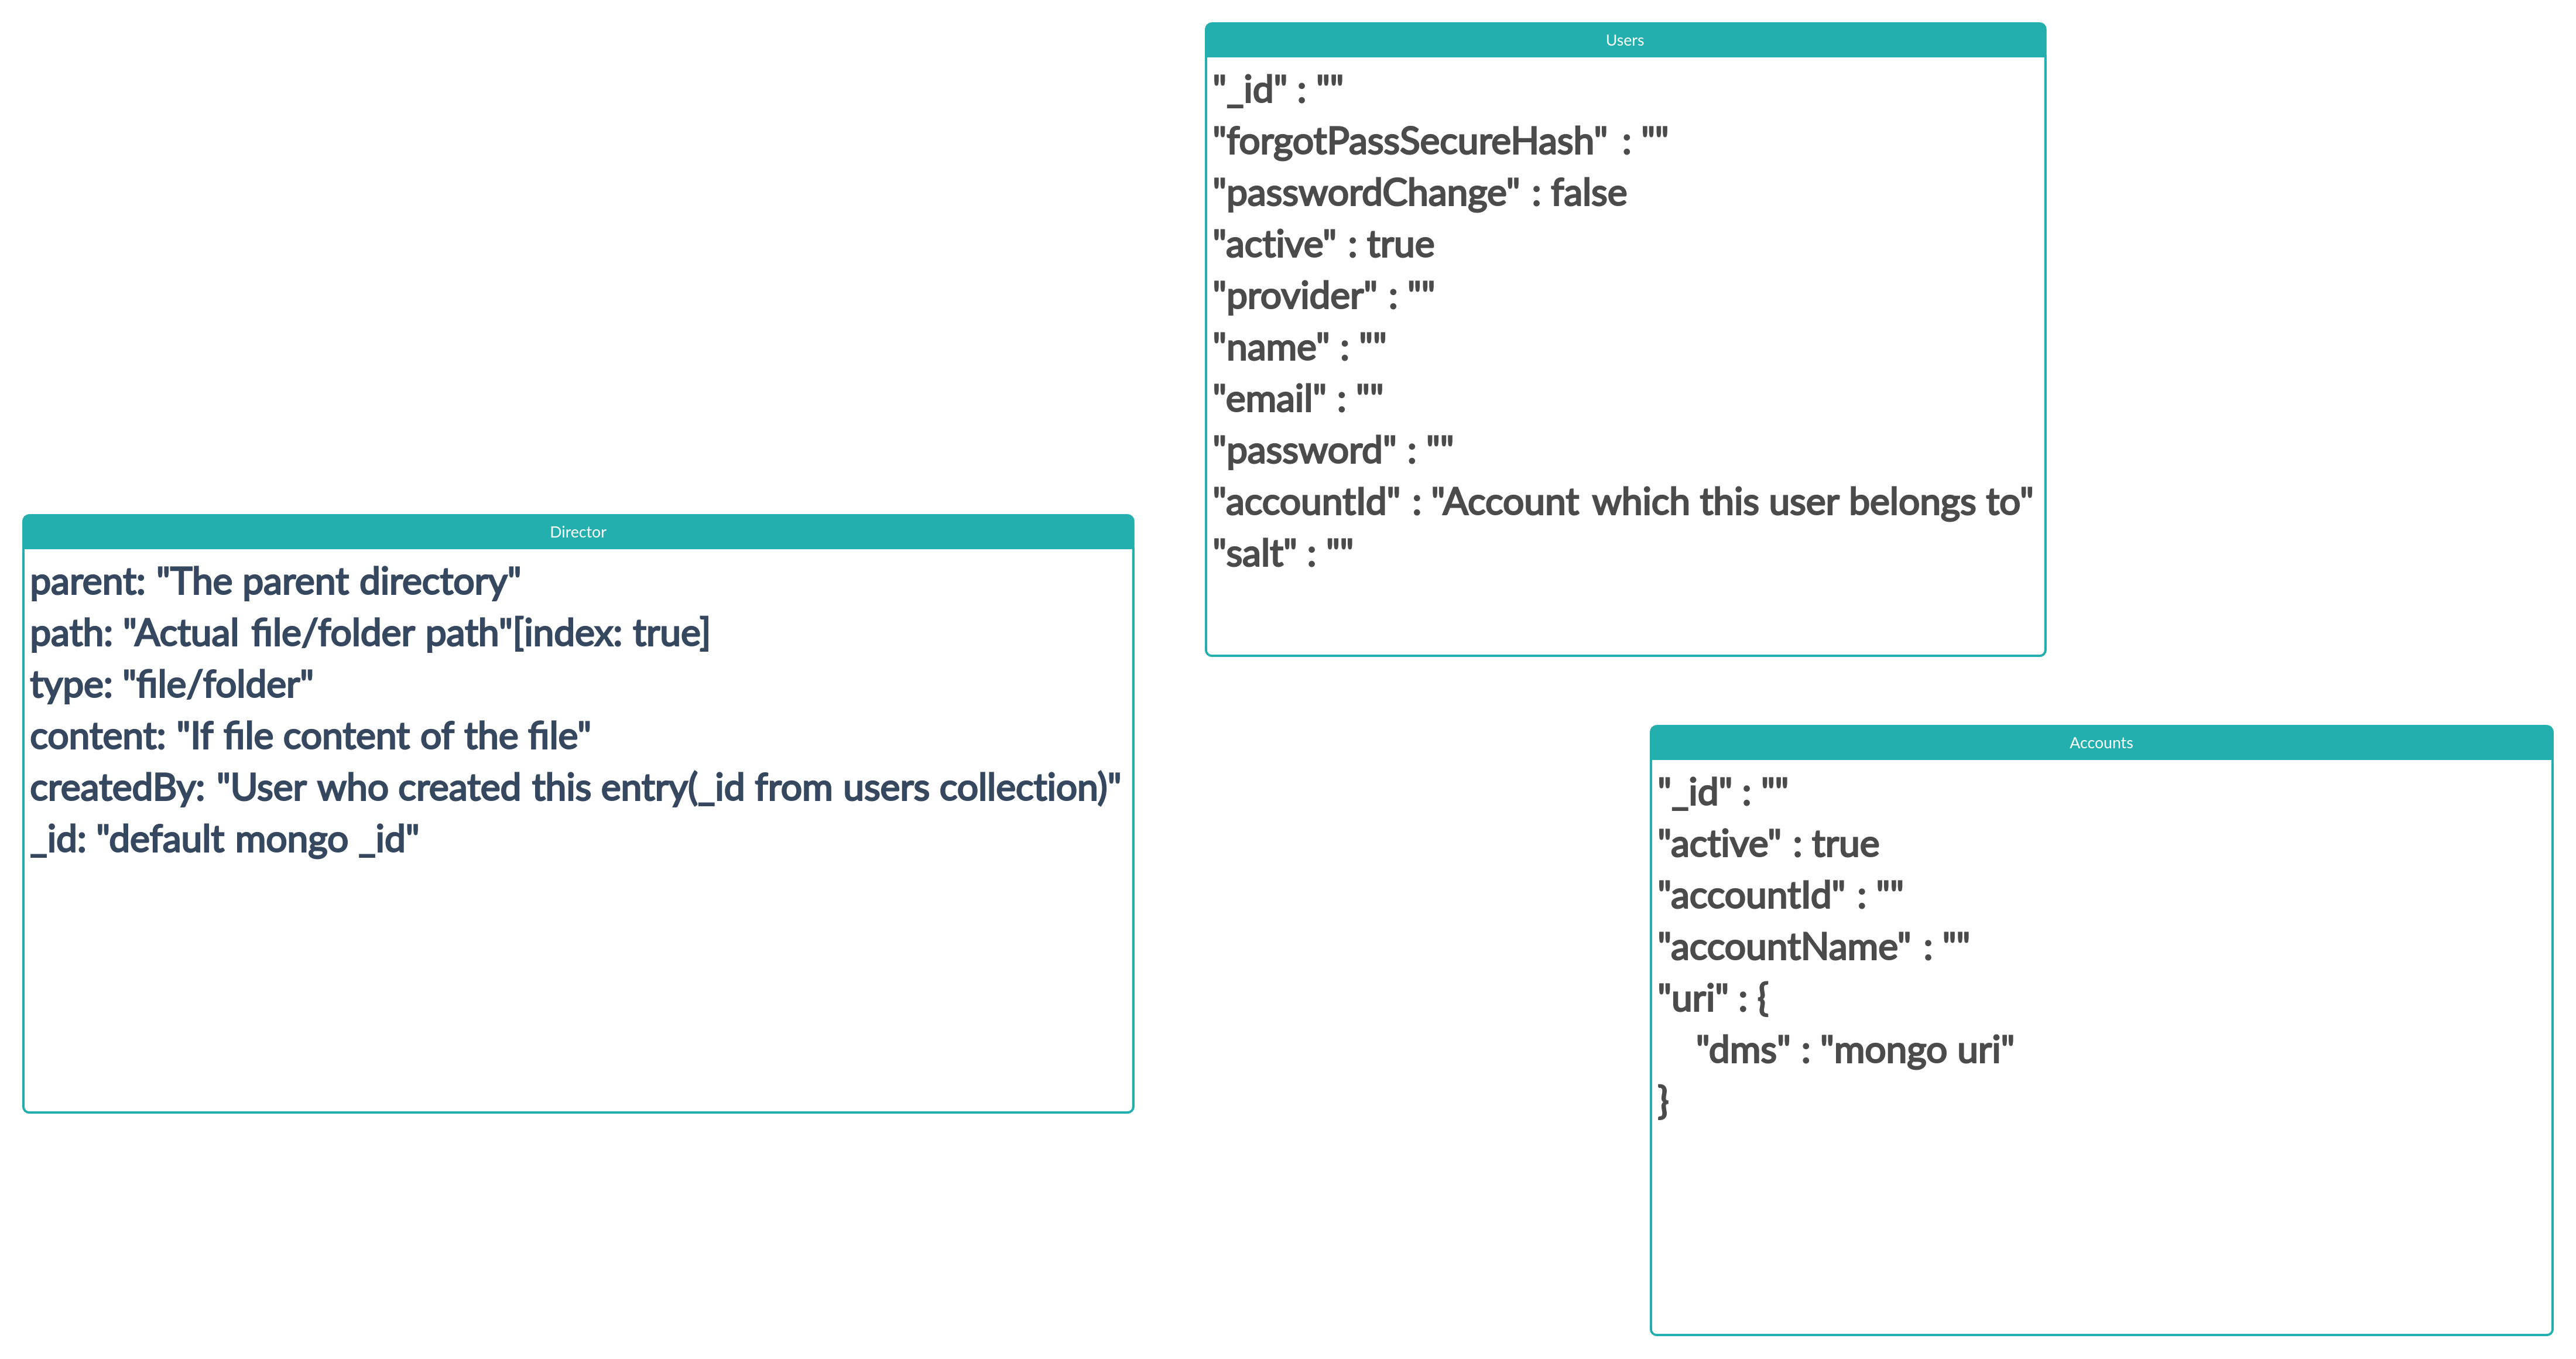 Users
"_id" : ""
"forgotPassSecureHash" : ""
"passwordChange" : false
"active" : true
"provider" : ""
"name" : ""
"email" : ""
"password" : ""
"accountId" : "Account which this user belongs to"
"salt" : ""
Director
parent: "The parent directory"
path: "Actual file/folder path"[index: true]
type: "file/folder"
content: "If file content of the file"
createdBy: "User who created this entry(_id from users collection)"
_id: "default mongo _id"
Accounts
"_id" : ""
"active" : true
"accountId" : ""
"accountName" : ""
"uri" : {
"dms" : "mongo uri"
}